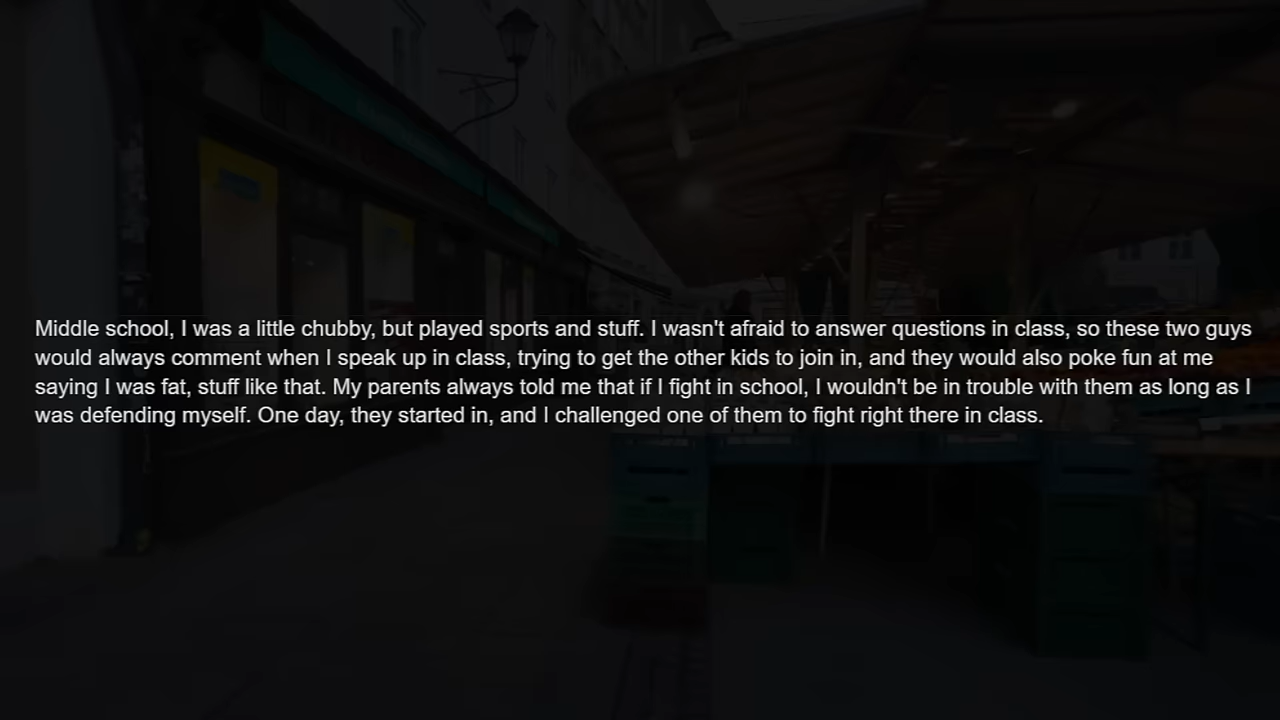 Middle school, I was a little chubby, but played sports and stuff. I wasn't afraid to answer questions in class, so these two guys
would always comment when I speak up in class, trying to get the other kids to join in, and they would also poke fun at me
saying I was fat, stuff like that. My parents always told me that if I fight in school, I wouldn't be in trouble with them as long as I
was defending myself. One day, they started in, and I challenged one of them to fight right there in class.